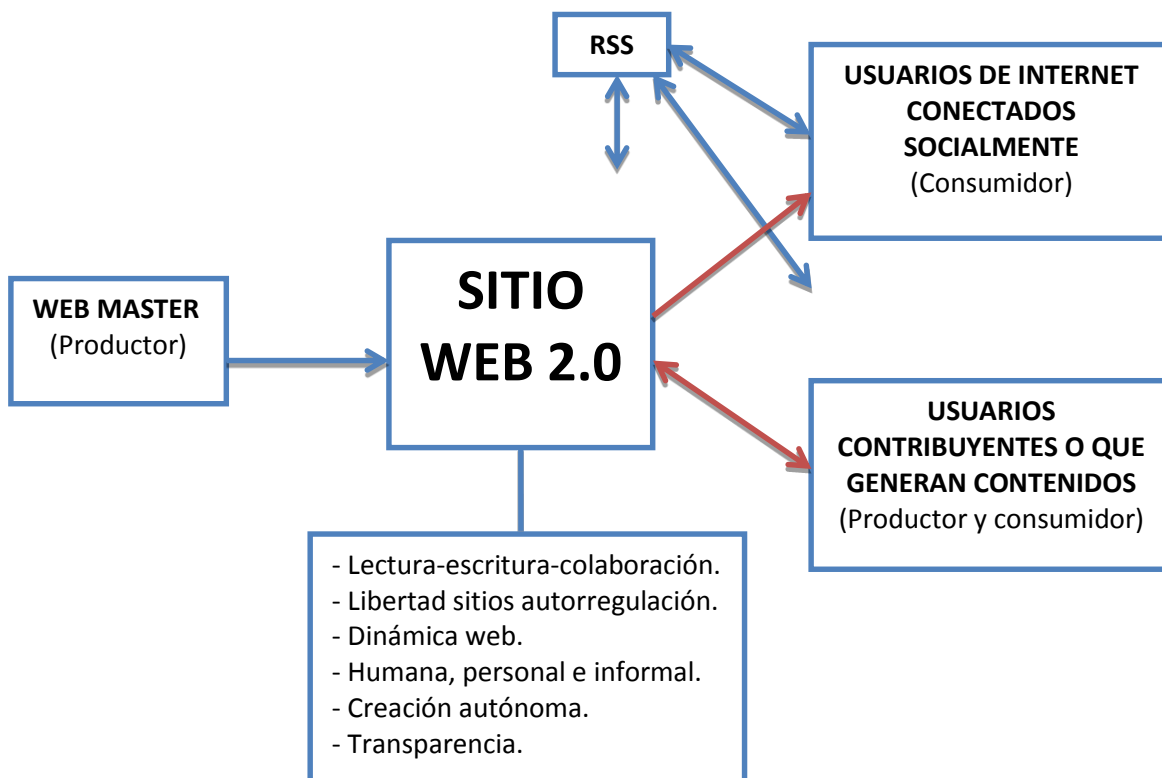 RSS
USUARIOS DE INTERNET
CONECTADOS
SOCIALMENTE
(Consumidor)
WEB MASTER
(Productor)
SITIO
WEB 2.0
USUARIOS
CONTRIBUYENTES O QUE
GENERAN CONTENIDOS
(Productor y consumidor)
- Lectura-escritura-colaboración.
- Libertad sitios autorregulación.
- Dinámica web.
- Humana, personal e informal.
- Creación autónoma.
- Transparencia.